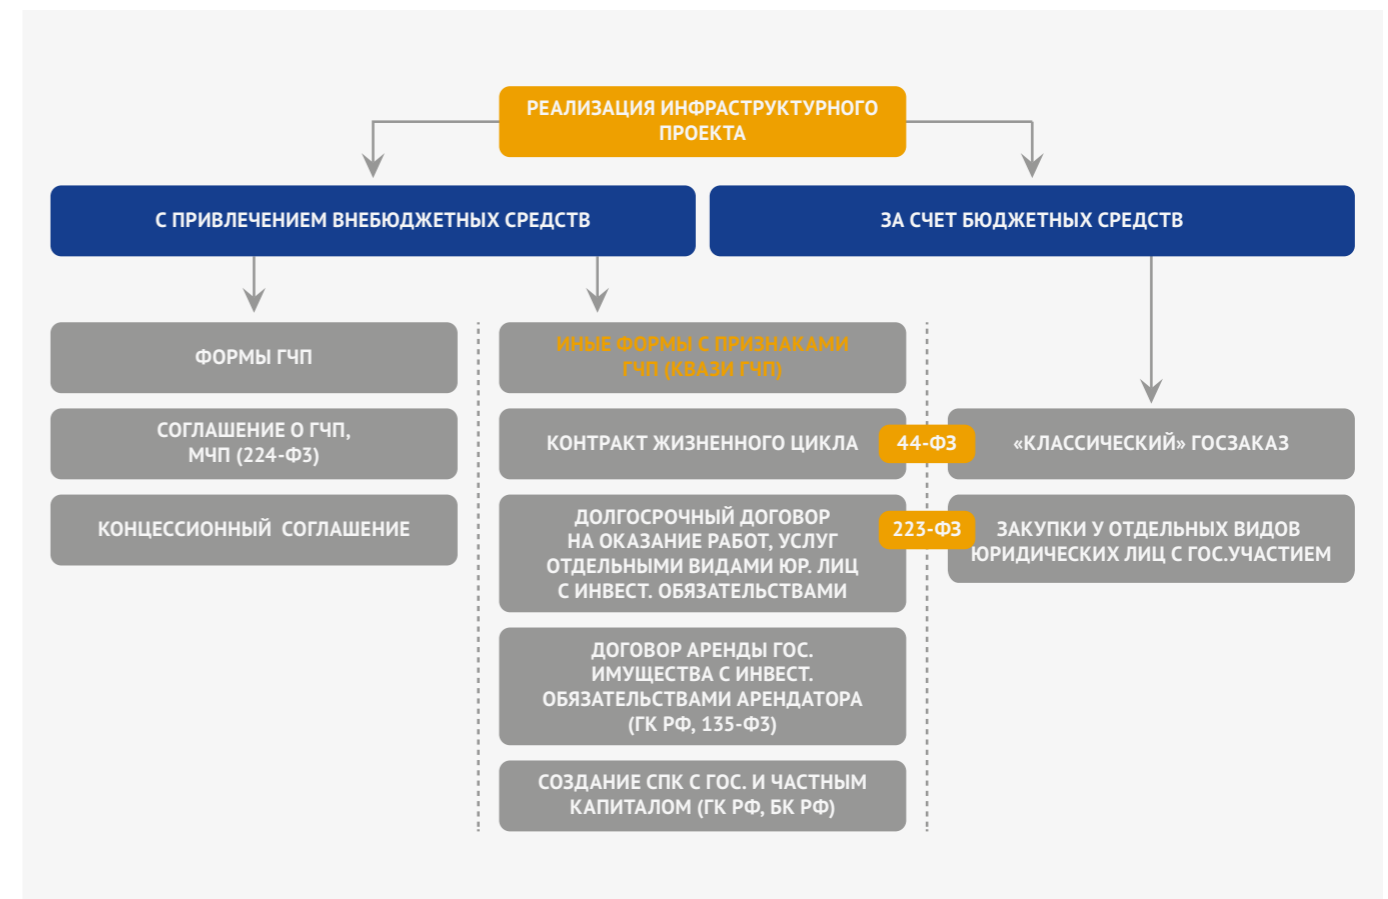 РЕАЛИЗАЦИЯ ИНФРАСТРУКТУРНОГО
ПРОЕКТА
С ПРИВЛЕЧЕНИЕМ ВНЕБЮДЖЕТНЫХ СРЕДСТВ
ЗА СЧЕТ БЮДЖЕТНЫХ СРЕДСТВ
ФОРМЫ ГЧП
СОГЛАШЕНИЕ О ГЧП,
МЧП (224-ФЗ)
КОНЦЕССИОННЫЙ СОГЛАШЕНИЕ
ИНЫЕ ФОРМЫ С ПРИЗНАКАМИ
ГЧП (КВАЗИ ГЧП)
КОНТРАКТ ЖИЗНЕННОГО ЦИКЛА
44-ФЗ
«КЛАССИЧЕСКИЙ» ГОСЗАКАЗ
ДОЛГОСРОЧНЫЙ ДОГОВОР
НА ОКАЗАНИЕ РАБОТ, УСЛУГ
ОТДЕЛЬНЫМИ ВИДАМИ ЮР. ЛИЦ
С ИНВЕСТ. ОБЯЗАТЕЛЬСТВАМИ
223-ФЗ
ЗАКУПКИ У ОТДЕЛЬНЫХ ВИДОВ
ЮРИДИЧЕСКИХ ЛИЦ С ГОС.УЧАСТИЕМ
ДОГОВОР АРЕНДЫ ГОС.
ИМУЩЕСТВА С ИНВЕСТ.
ОБЯЗАТЕЛЬСТВАМИ АРЕНДАТОРА
(ГК РФ, 135-ФЗ)
СОЗДАНИЕ СПК С ГОС. И ЧАСТНЫМ
КАПИТАЛОМ (ГК РФ, БК РФ)